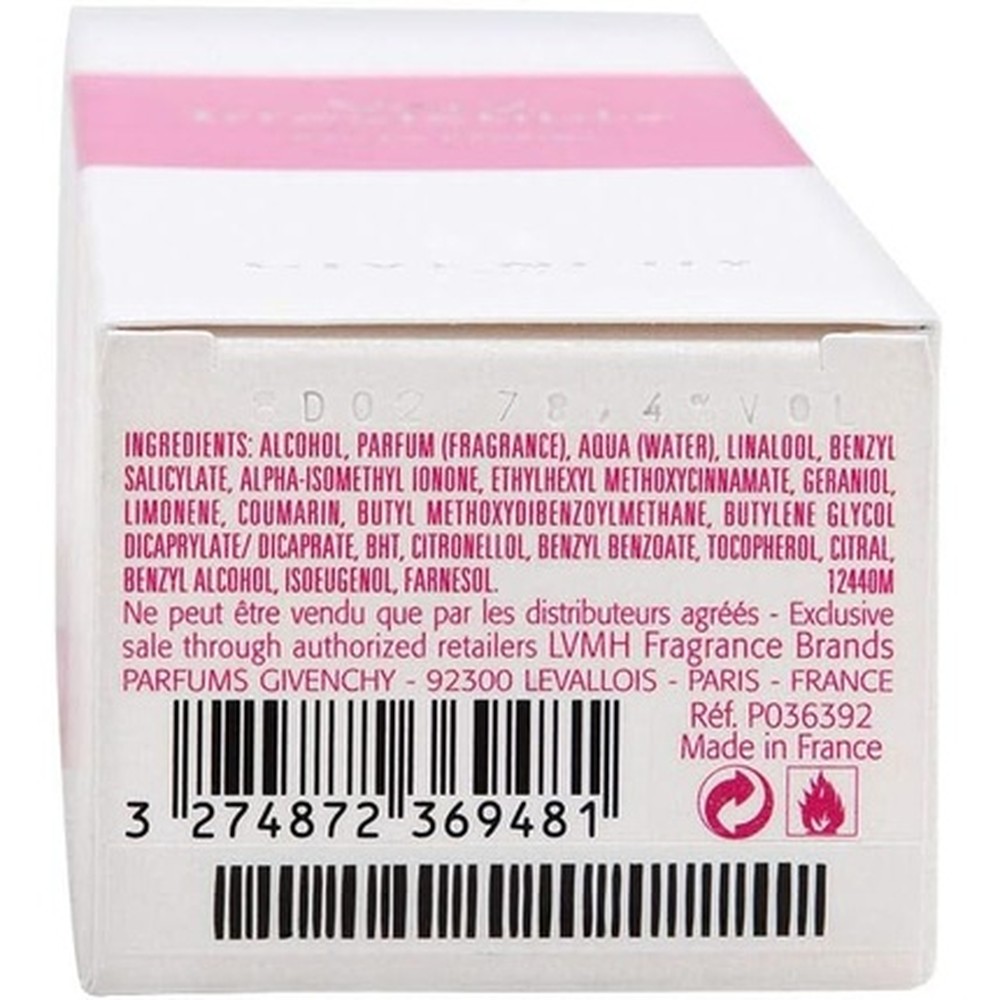 D02 78,4%VOL
INGREDIENTS: ALCOHOL, PARFUM (FRAGRANCE), AQUA (WATER), LINALOOL, BENZYL
SALICYLATE, ALPHA-ISOMETHYL IONONE, ETHYLHEXYL METHOXYCINNAMATE, GERANIOL,
LIMONENE, COUMARIN, BUTYL METHOXYDIBENZOYLMETHANE, BUTYLENE GLYCOL
DICAPRYLATE/ DICAPRATE, BHT, CITRONELLOL, BENZYL BENZOATE, TOCOPHEROL, CITRAL,
BENZYL ALCOHOL, ISOEUGENOL, FARNESOL. 12440M
Ne peut être vendu que par les distributeurs agréés - Exclusive
sale through authorized retailers LVMH Fragrance Brands
PARFUMS GIVENCHY - 92300 LEVALLOIS - PARIS - FRANCE
Réf. P036392
Made in France
3 274872 369481